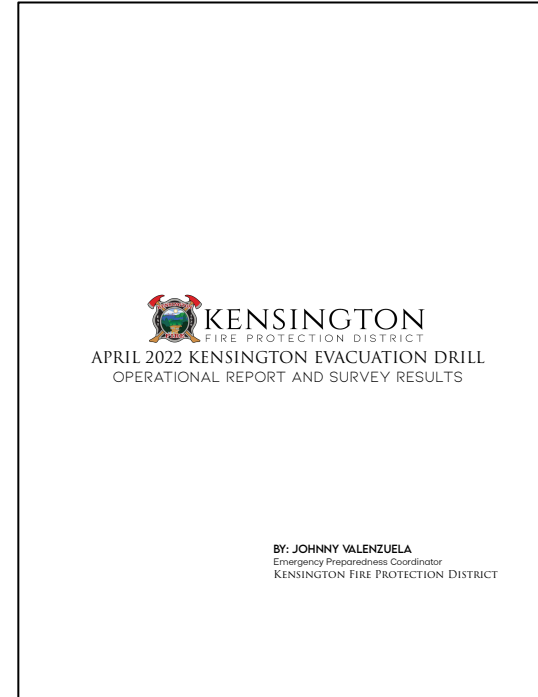 KENSINGTON
FIRE PROTECTION DISTRICT
APRIL 2022 KENSINGTON EVACUATION DRILL
OPERATIONAL REPORT AND SURVEY RESULTS
BY: JOHNNY VALENZUELA
Emergency Preparedness Coordinator
KENSINGTON FIRE PROTECTION DISTRICT